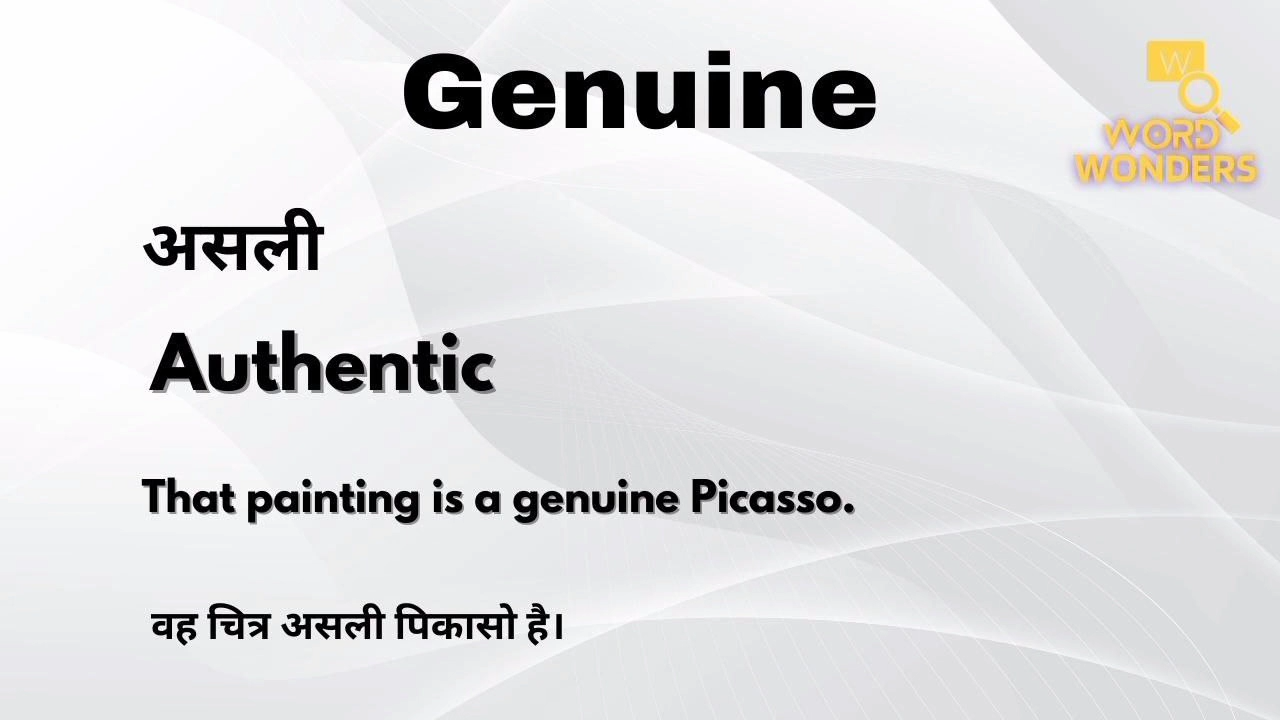 Genuine
W
WORD
WONDERS
असली
Authentic
That painting is a genuine Picasso.
वह चित्र असली पिकासो है।